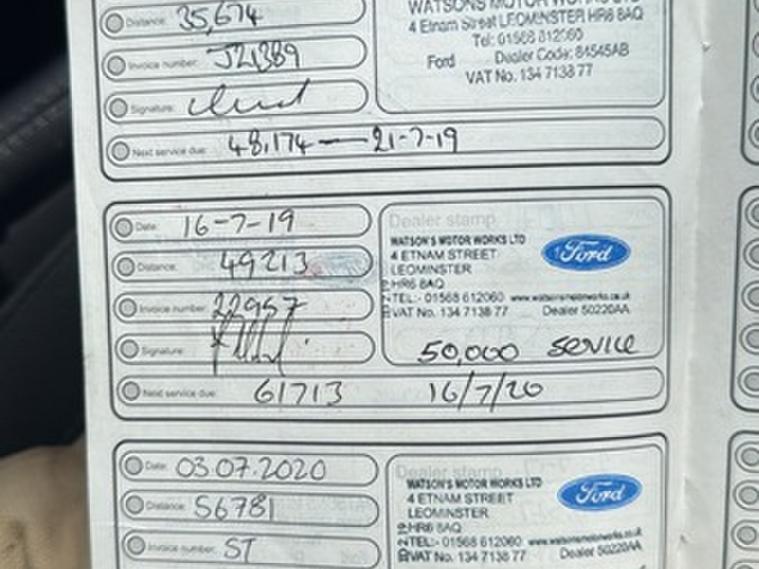 Distance: 35,674
Invoice number: J21389
Signature:
Next service due: 48,174 — 21-7-19
WATSONS MOTOR WORKS LTD
4 Etnam Street LEOMINSTER HR6 8AQ
Tel: 01568 612060
Ford Dealer Code: 84545AB
VAT No. 134 7138 77
Date: 16-7-19
Distance: 49213
Invoice number: 22957
Signature:
Next service due: 61713 16/7/20
Dealer stamp
WATSON'S MOTOR WORKS LTD
4 ETNAM STREET
LEOMINSTER
HR6 8AQ
TEL:- 01568 612060 www.watsonsmotorworks.co.uk
VAT No. 134 7138 77 Dealer 50220AA
Ford
50,000 SERVICE
Date: 03.07.2020
Distance: 56781
Invoice number: ST
Dealer stamp
WATSON'S MOTOR WORKS LTD
4 ETNAM STREET
LEOMINSTER
HR6 8AQ
TEL:- 01568 612060 www.watsonsmotorworks.co.uk
VAT No. 134 7138 77 Dealer 50220AA
Ford